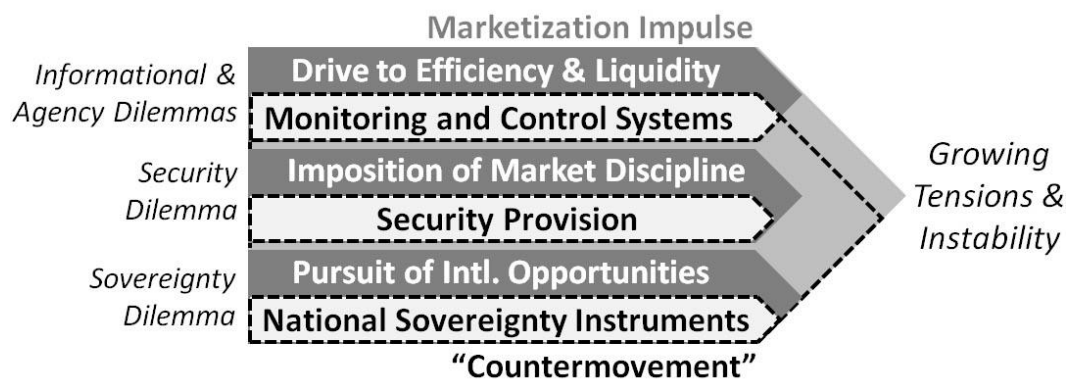 Marketization Impulse
Informational &
Agency Dilemmas
Drive to Efficiency & Liquidity
Monitoring and Control Systems
Security
Dilemma
Imposition of Market Discipline
Security Provision
Sovereignty
Dilemma
Pursuit of Intl. Opportunities
National Sovereignty Instruments
“Countermovement”
Growing
Tensions &
Instability